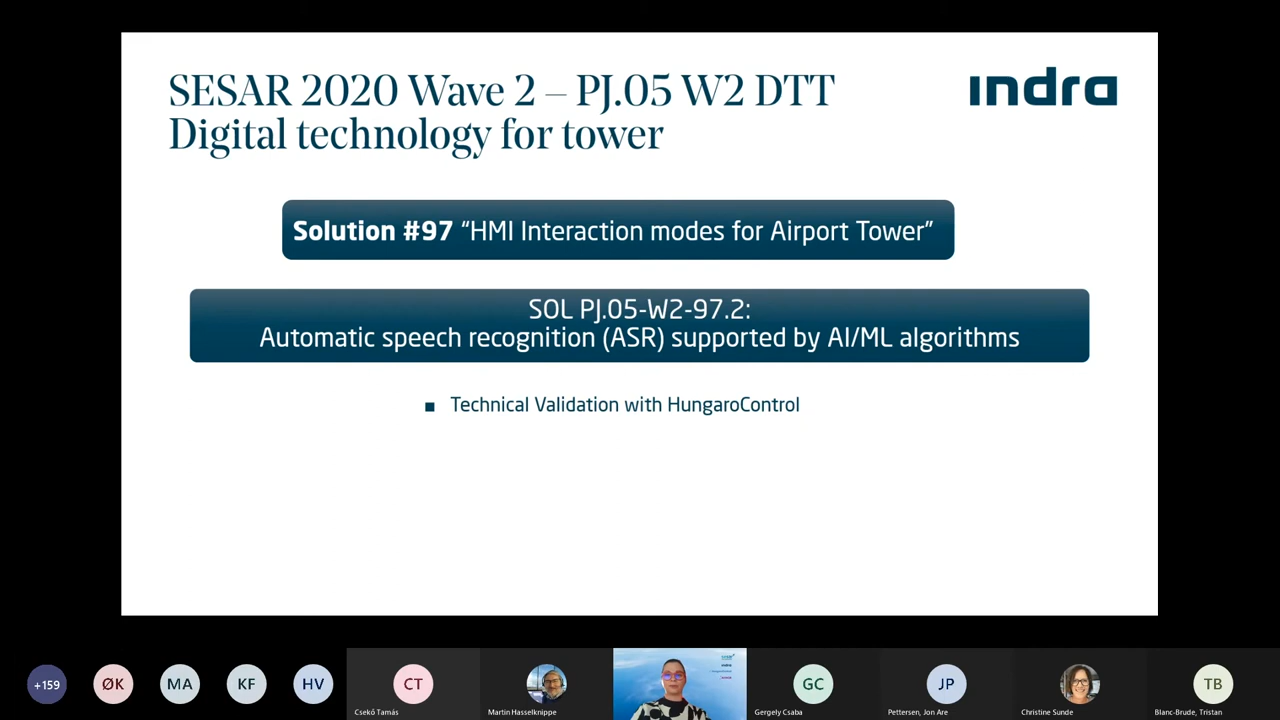 SESAR 2020 Wave 2 – PJ.05 W2 DTT
Digital technology for tower
indra
Solution #97 “HMI Interaction modes for Airport Tower”
SOL PJ.05-W2-97.2:
Automatic speech recognition (ASR) supported by AI/ML algorithms
▪ Technical Validation with HungaroControl
+159
ØK
MA
KF
HV
CT
GC
JP
TB
Csekő Tamás
Martin Hasselknippe
Gergely Csaba
Pettersen, Jon Are
Christine Sunde
Blanc-Brude, Tristan